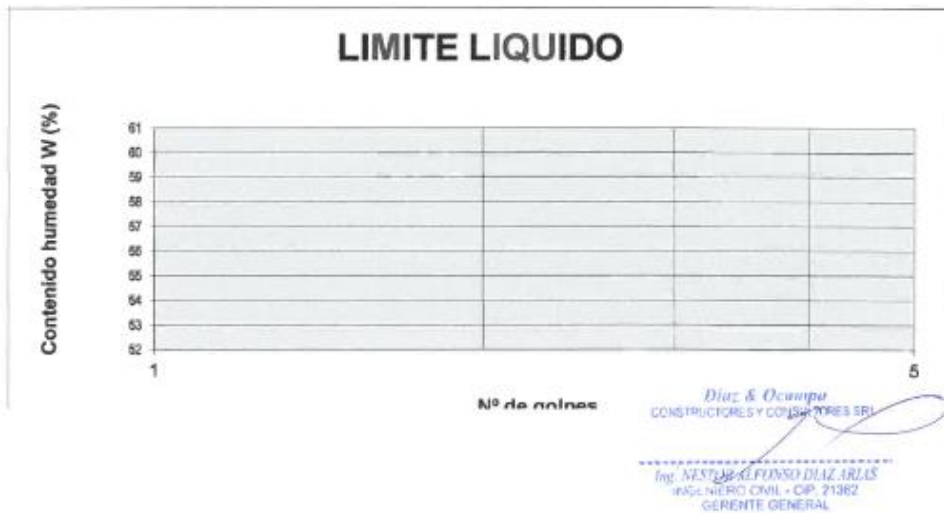 LIMITE LIQUIDO
Contenido humedad W (%)
61
60
59
58
57
56
55
54
53
52
1
5
Nº de golpes
Diaz & Ocampo
CONSTRUCTORES Y CONSULTORES SRL
Ing. NESTOR ALFONSO DIAZ ARIAS
INGENIERO CIVIL - CIP. 21362
GERENTE GENERAL